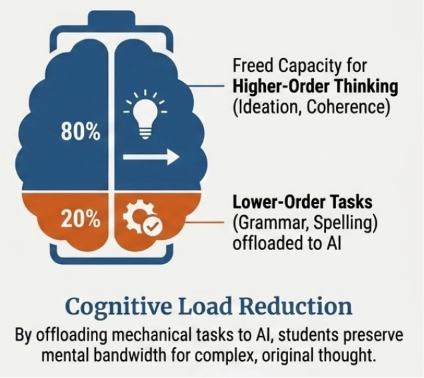 80%
Freed Capacity for
Higher-Order Thinking
(Ideation, Coherence)
20%
Lower-Order Tasks
(Grammar, Spelling)
offloaded to AI
Cognitive Load Reduction
By offloading mechanical tasks to AI, students preserve
mental bandwidth for complex, original thought.